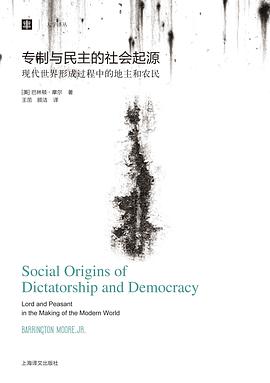 专制与民主的社会起源
现代世界形成过程中的地主和农民
[美] 巴林顿·摩尔 著
王茁 顾洁 译
Social Origins of
Dictatorship and Democracy
Lord and Peasant
in the Making of the Modern World
BARRINGTON MOORE, JR.
上海译文出版社